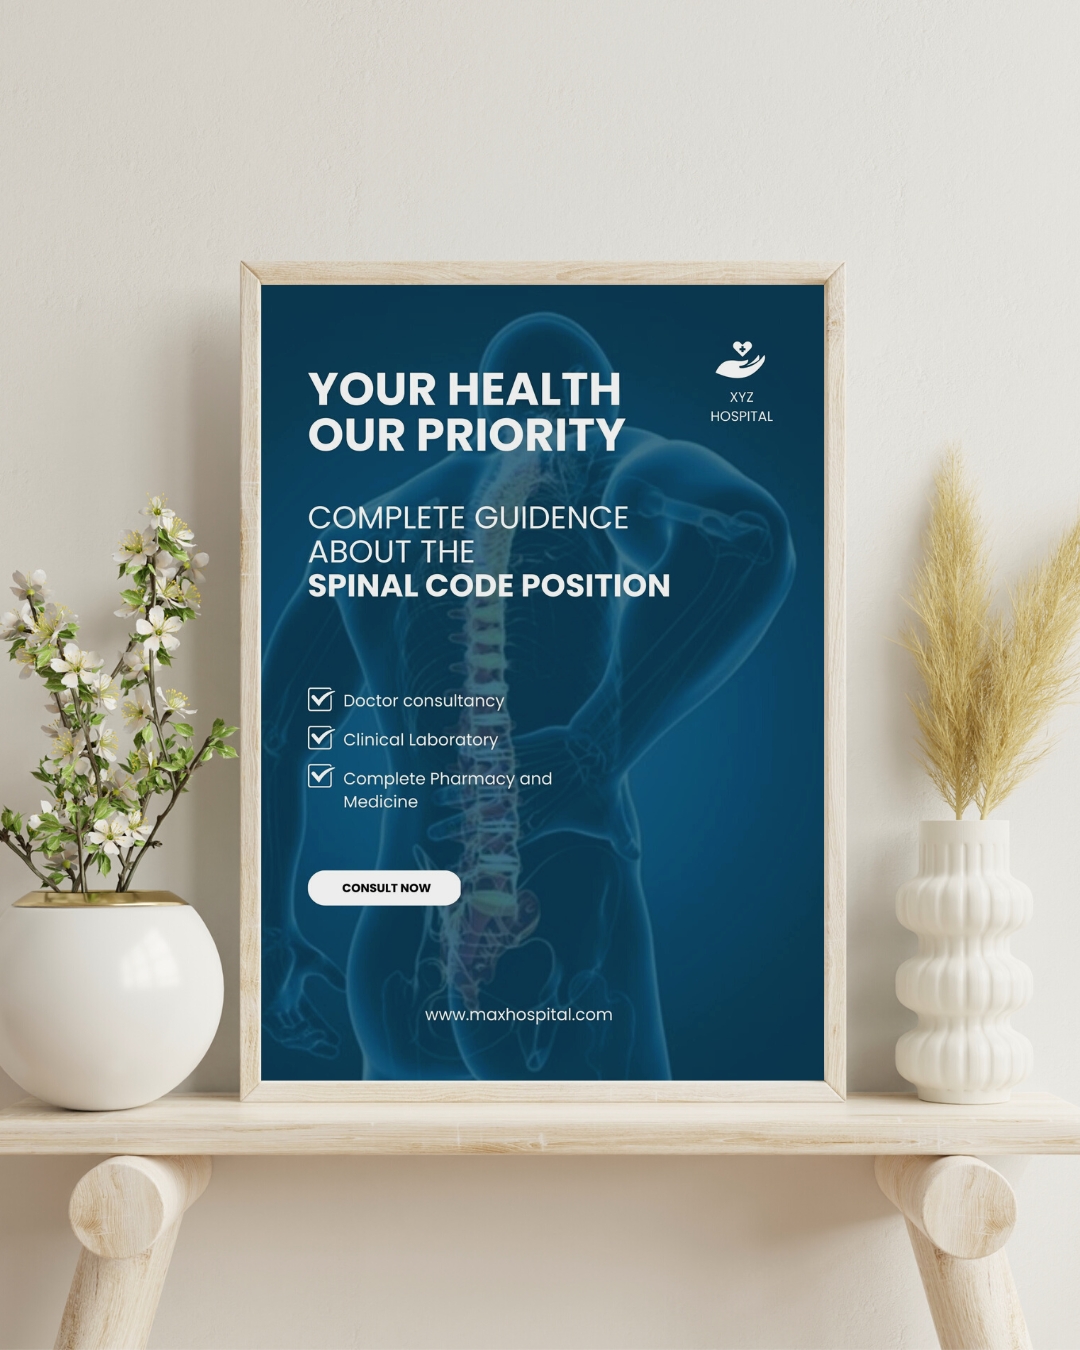 YOUR HEALTH
OUR PRIORITY
XYZ
HOSPITAL
COMPLETE GUIDENCE
ABOUT THE
SPINAL CODE POSITION
Doctor consultancy
Clinical Laboratory
Complete Pharmacy and
Medicine
CONSULT NOW
www.maxhospital.com